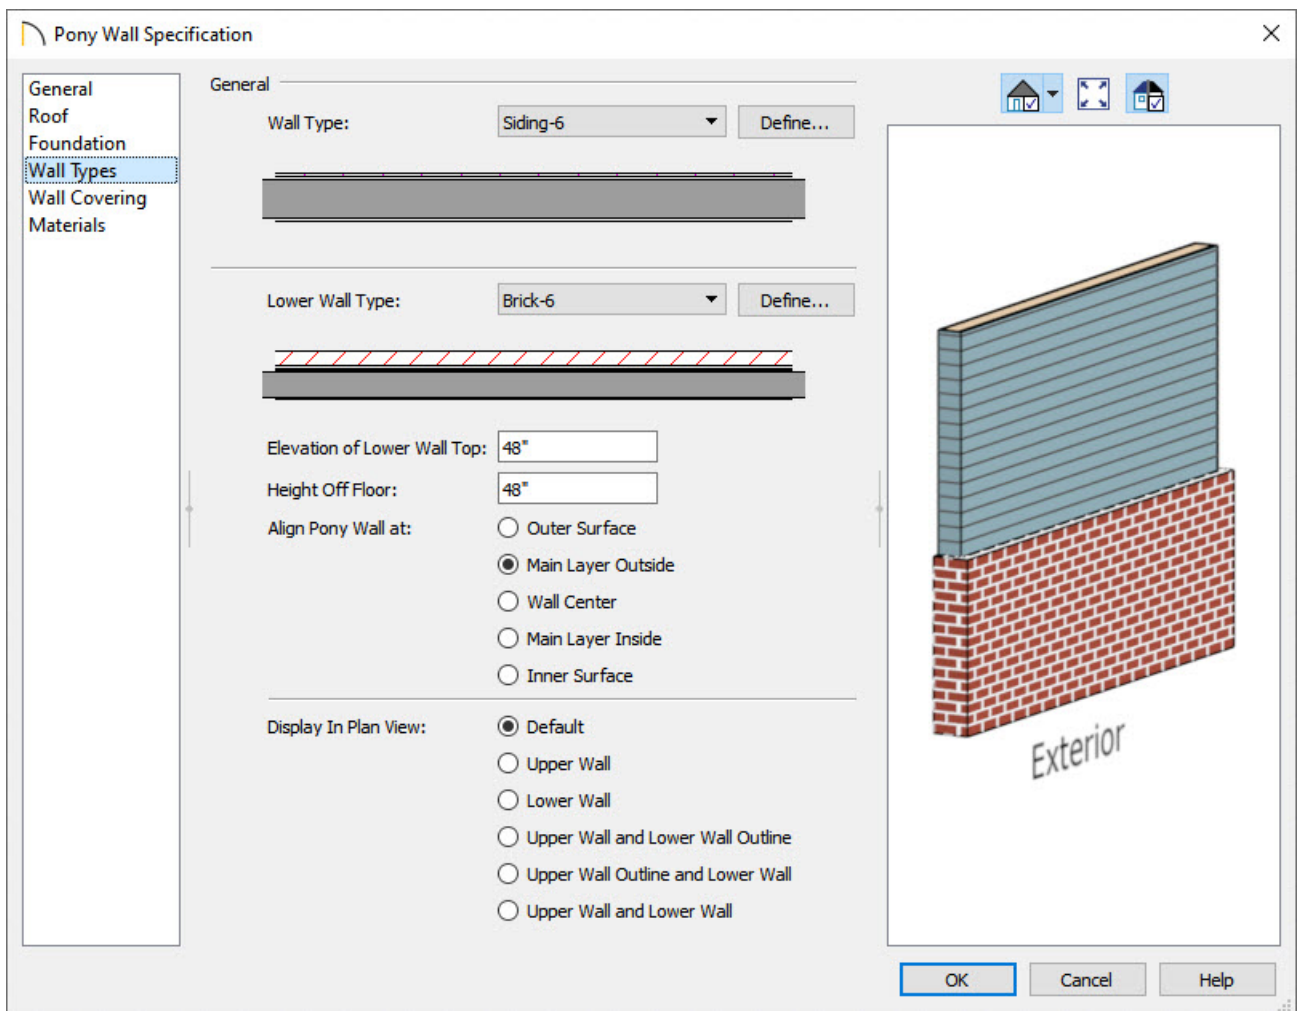 Pony Wall Specification
General
Roof
Foundation
Wall Types
Wall Covering
Materials
General
Wall Type: Siding-6 Define...
Lower Wall Type: Brick-6 Define...
Elevation of Lower Wall Top: 48"
Height Off Floor: 48"
Align Pony Wall at: Outer Surface
Main Layer Outside
Wall Center
Main Layer Inside
Inner Surface
Display In Plan View: Default
Upper Wall
Lower Wall
Upper Wall and Lower Wall Outline
Upper Wall Outline and Lower Wall
Upper Wall and Lower Wall
Exterior
OK Cancel Help